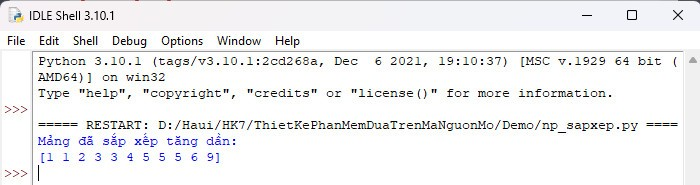 IDLE Shell 3.10.1
File Edit Shell Debug Options Window Help
Python 3.10.1 (tags/v3.10.1:2cd268a, Dec  6 2021, 19:10:37) [MSC v.1929 64 bit (
AMD64)] on win32
Type "help", "copyright", "credits" or "license()" for more information.
>>>
===== RESTART: D:/Haui/HK7/ThietKePhanMemDuaTrenMaNguonMo/Demo/np_sapxep.py ====
Mảng đã sắp xếp tăng dần:
[1 1 2 3 3 4 5 5 5 6 9]
>>>